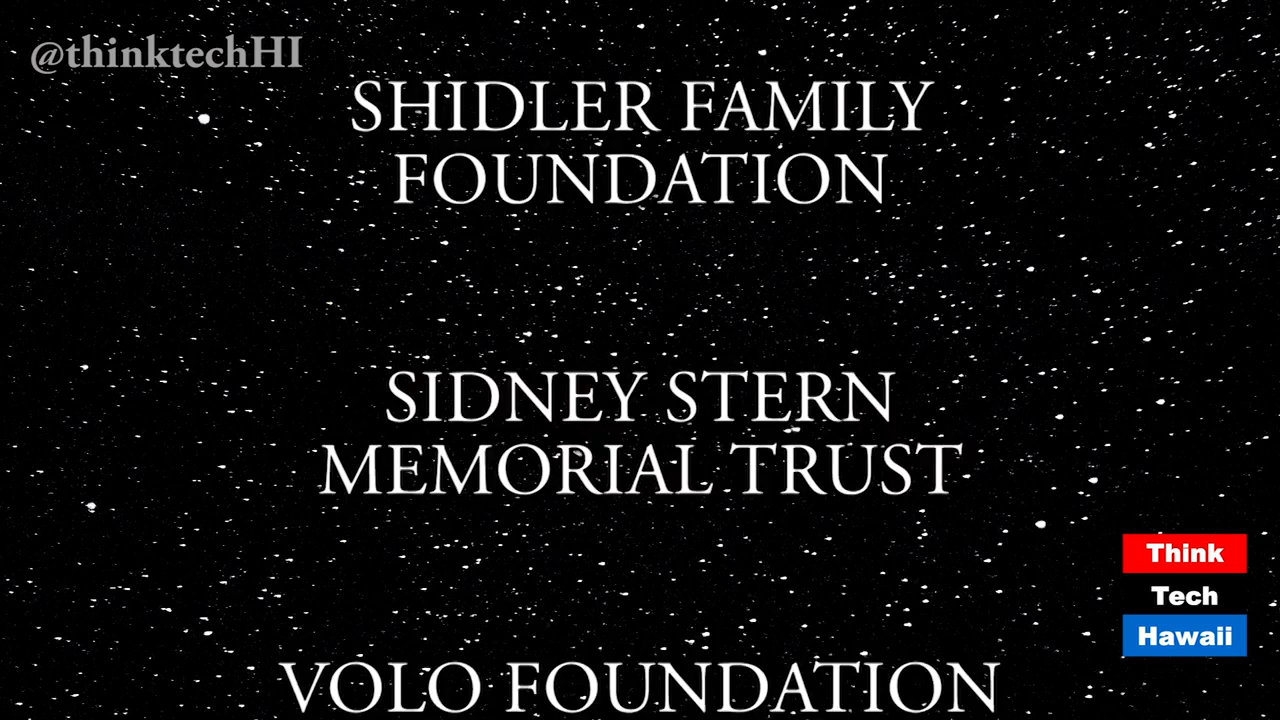 @thinktechHI
SHIDLER FAMILY
FOUNDATION
SIDNEY STERN
MEMORIAL TRUST
Think
Tech
Hawaii
VOLO FOUNDATION